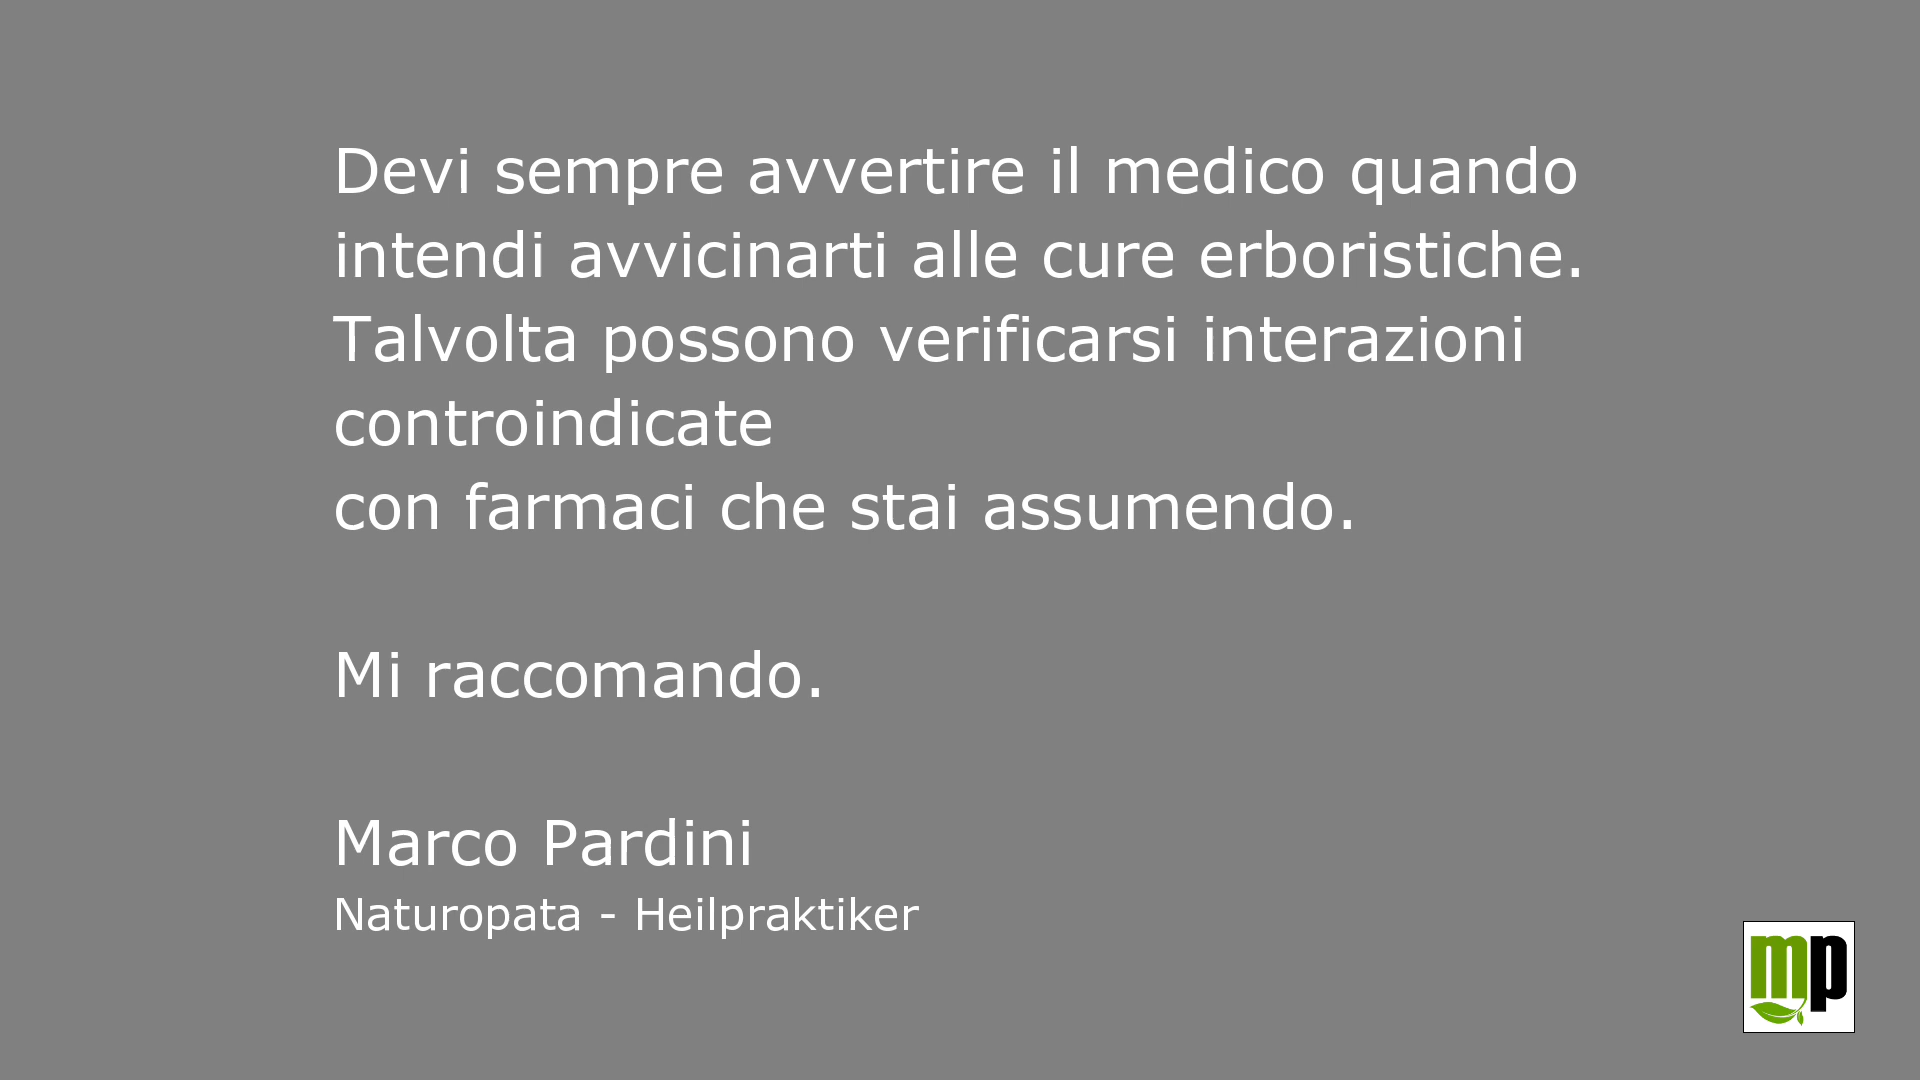 Devi sempre avvertire il medico quando
intendi avvicinarti alle cure erboristiche.
Talvolta possono verificarsi interazioni
controindicate
con farmaci che stai assumendo.
Mi raccomando.
Marco Pardini
Naturopata - Heilpraktiker
mp